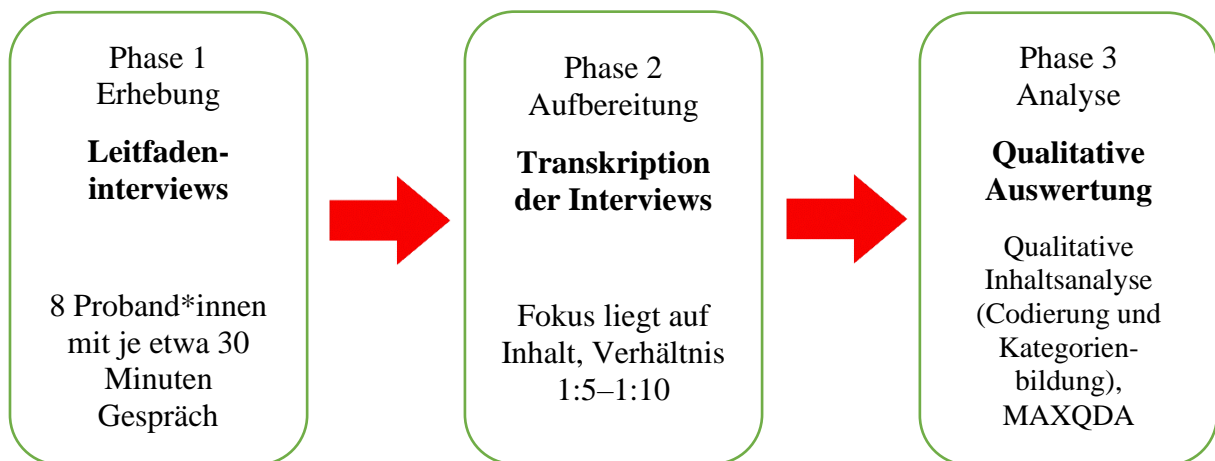 Phase 1
Erhebung
Leitfaden-
interviews
8 Proband*innen
mit je etwa 30
Minuten
Gespräch
Phase 2
Aufbereitung
Transkription
der Interviews
Fokus liegt auf
Inhalt, Verhältnis
1:5–1:10
Phase 3
Analyse
Qualitative
Auswertung
Qualitative
Inhaltsanalyse
(Codierung und
Kategorien-
bildung),
MAXQDA